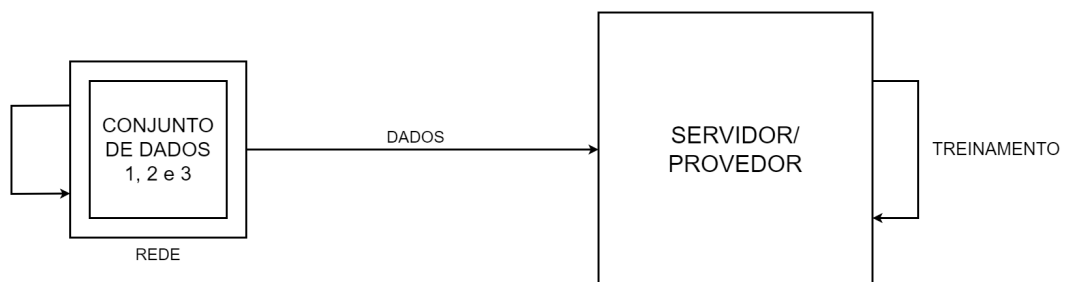 CONJUNTO
DE DADOS
1, 2 e 3
REDE
DADOS
SERVIDOR/
PROVEDOR
TREINAMENTO